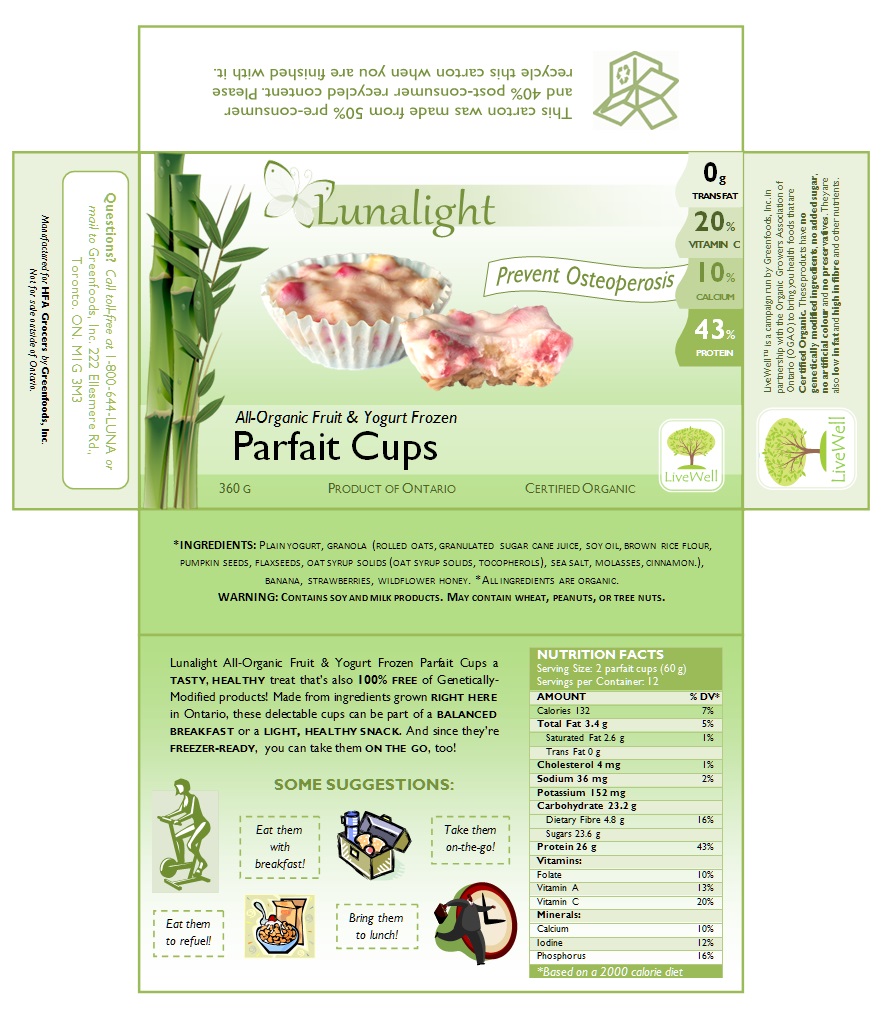 This carton was made from 50% pre-consumer
and 40% post-consumer recycled content. Please
recycle this carton when you are finished with it.
Manufactured for HFA Grocers by Greenfoods, Inc.
Not for sale outside of Ontario.
Questions? Call toll-free at 1-800-644-LUNA or
mail to Greenfoods, Inc. 222 Ellesmere Rd.,
Toronto, ON. M1G 3M3
Lunalight
Prevent Osteoperosis
0g
TRANS FAT
20%
VITAMIN C
10%
CALCIUM
43%
PROTEIN
All-Organic Fruit & Yogurt Frozen
Parfait Cups
LiveWell
360 G PRODUCT OF ONTARIO CERTIFIED ORGANIC
LiveWell™ is a campaign run by Greenfoods, Inc. in
partnership with the Organic Growers Association of
Ontario (OGAO) to bring you health foods that are
Certified Organic. These products have no
genetically modified ingredients, no added sugar,
no artificial colour and no preservatives. They are
also low in fat and high in fibre and other nutrients.
LiveWell
*INGREDIENTS: PLAIN YOGURT, GRANOLA (ROLLED OATS, GRANULATED SUGAR CANE JUICE, SOY OIL, BROWN RICE FLOUR,
PUMPKIN SEEDS, FLAXSEEDS, OAT SYRUP SOLIDS (OAT SYRUP SOLIDS, TOCOPHEROLS), SEA SALT, MOLASSES, CINNAMON.),
BANANA, STRAWBERRIES, WILDFLOWER HONEY. *ALL INGREDIENTS ARE ORGANIC.
WARNING: CONTAINS SOY AND MILK PRODUCTS. MAY CONTAIN WHEAT, PEANUTS, OR TREE NUTS.
Lunalight All-Organic Fruit & Yogurt Frozen Parfait Cups a
TASTY, HEALTHY treat that's also 100% FREE of Genetically-
Modified products! Made from ingredients grown RIGHT HERE
in Ontario, these delectable cups can be part of a BALANCED
BREAKFAST or a LIGHT, HEALTHY SNACK. And since they're
FREEZER-READY, you can take them ON THE GO, too!
SOME SUGGESTIONS:
Eat them
with
breakfast!
Take them
on-the-go!
Eat them
to refuel!
Bring them
to lunch!
NUTRITION FACTS
Serving Size: 2 parfait cups (60 g)
Servings per Container: 12
AMOUNT % DV*
Calories 132 7%
Total Fat 3.4 g 5%
Saturated Fat 2.6 g 1%
Trans Fat 0 g
Cholesterol 4 mg 1%
Sodium 36 mg 2%
Potassium 152 mg
Carbohydrate 23.2 g
Dietary Fibre 4.8 g 16%
Sugars 23.6 g
Protein 26 g 43%
Vitamins:
Folate 10%
Vitamin A 13%
Vitamin C 20%
Minerals:
Calcium 10%
Iodine 12%
Phosphorus 16%
*Based on a 2000 calorie diet